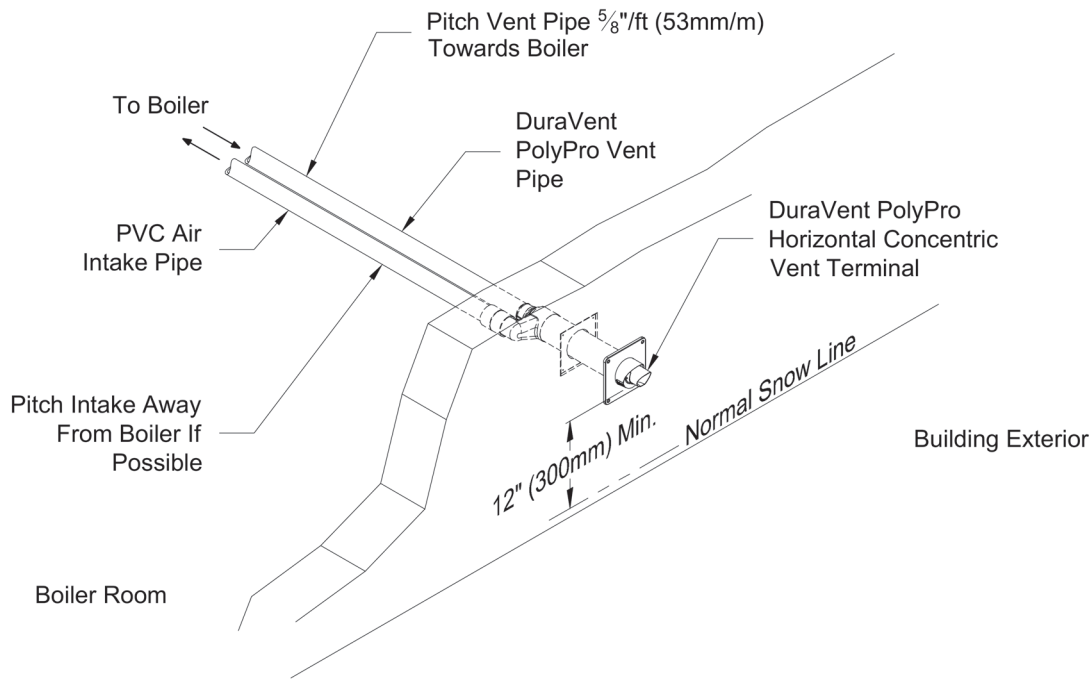 Pitch Vent Pipe ⅝"/ft (53mm/m)
Towards Boiler
To Boiler
DuraVent
PolyPro Vent
Pipe
DuraVent PolyPro
Horizontal Concentric
Vent Terminal
PVC Air
Intake Pipe
Pitch Intake Away
From Boiler If
Possible
12" (300mm) Min.
Normal Snow Line
Building Exterior
Boiler Room